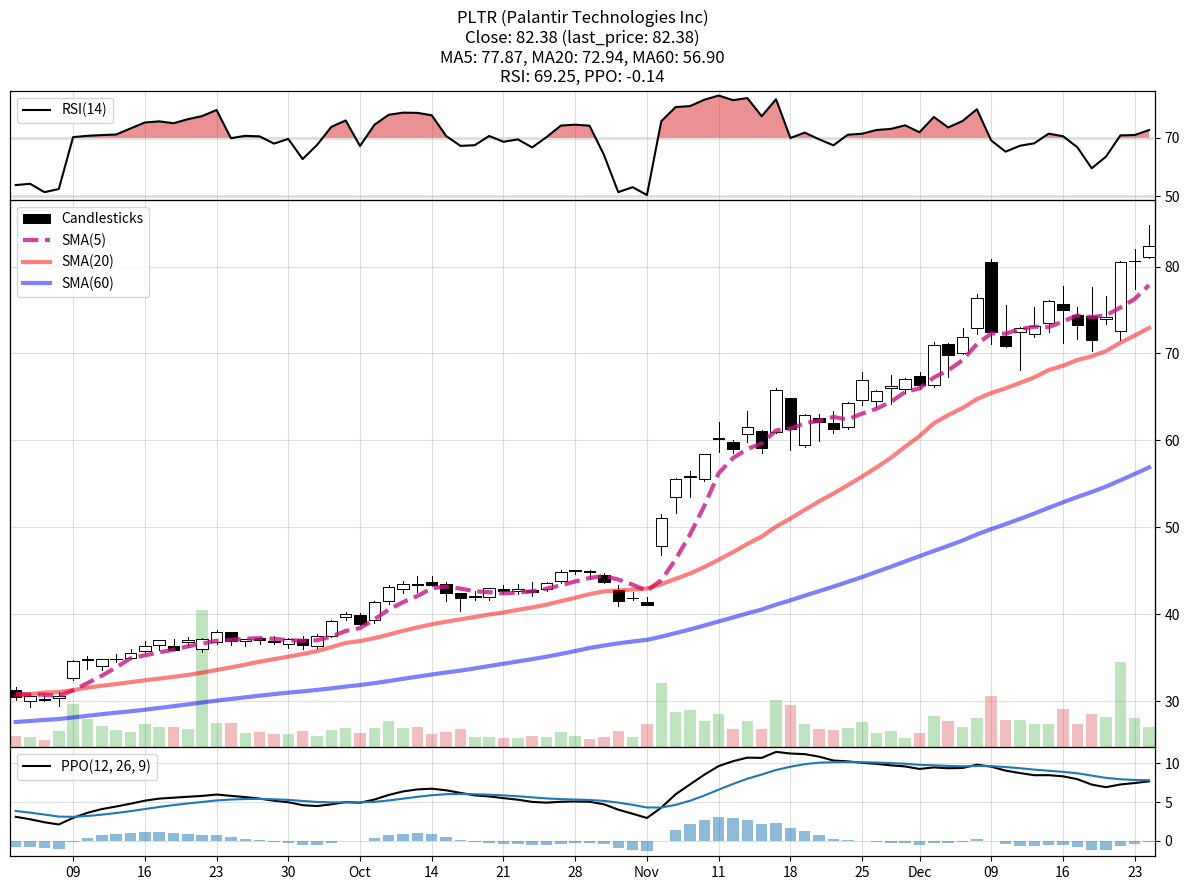 PLTR (Palantir Technologies Inc)
Close: 82.38 (last_price: 82.38)
MA5: 77.87, MA20: 72.94, MA60: 56.90
RSI: 69.25, PPO: -0.14
RSI(14)
70
50
Candlesticks
SMA(5)
SMA(20)
SMA(60)
80
70
60
50
40
30
PPO(12, 26, 9)
10
5
0
09 16 23 30 Oct 14 21 28 Nov 11 18 25 Dec 09 16 23